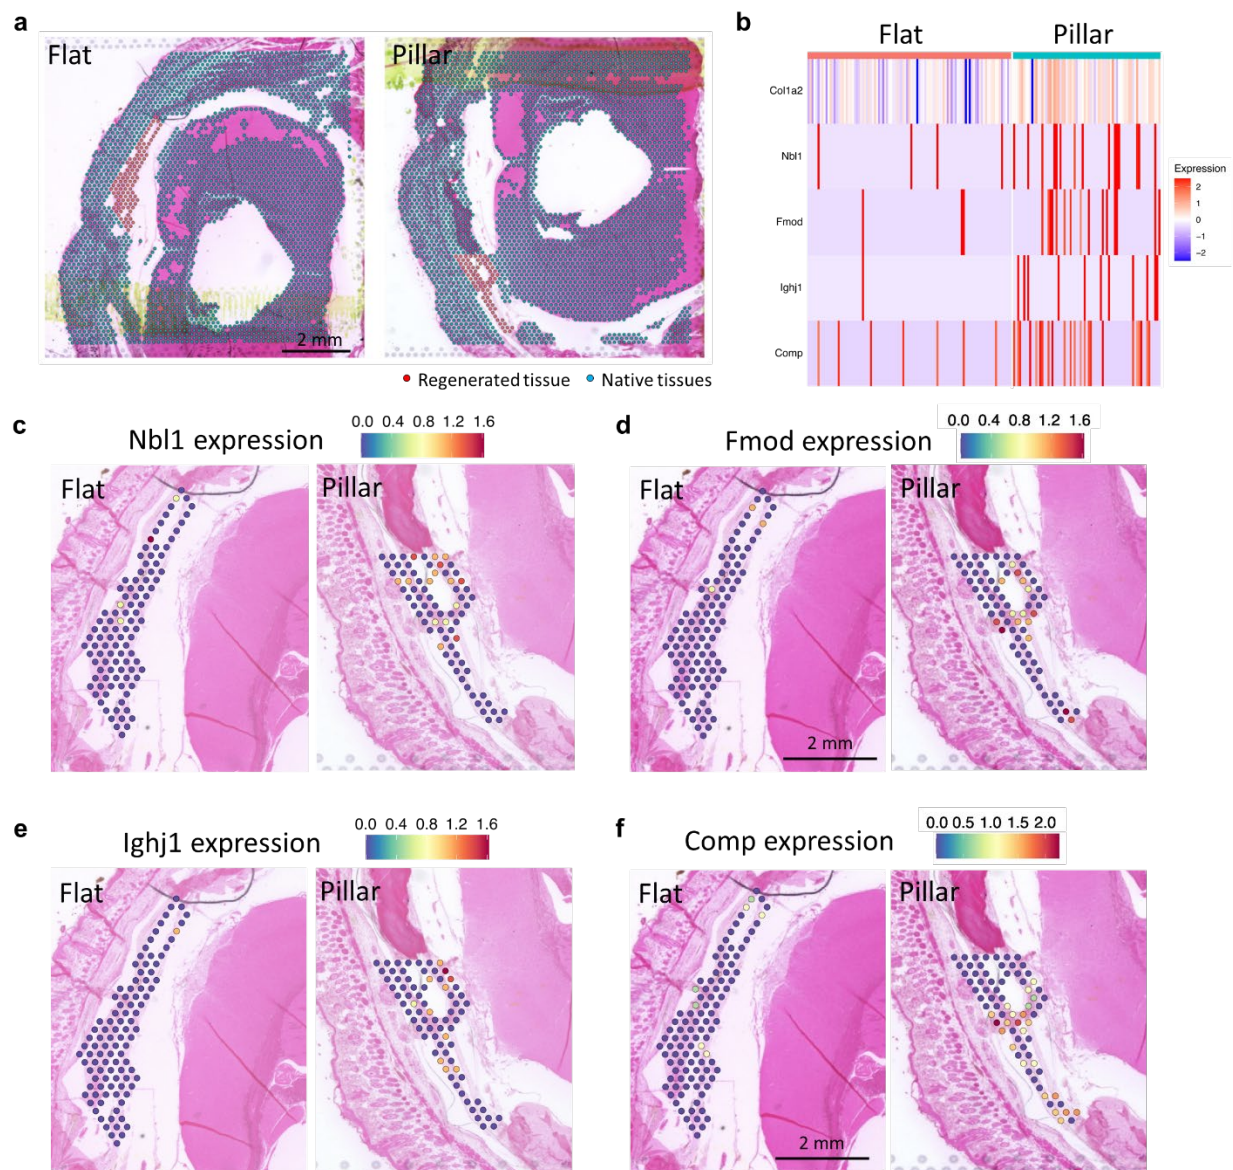 a
Flat
Pillar
2 mm
Regenerated tissue
Native tissues
b
Flat
Pillar
Col1a2
Nbl1
Fmod
Ighj1
Comp
Expression
2
1
0
−1
−2
c
Nbl1 expression
0.0 0.4 0.8 1.2 1.6
Flat
Pillar
d
Fmod expression
0.0 0.4 0.8 1.2 1.6
Flat
Pillar
2 mm
e
Ighj1 expression
0.0 0.4 0.8 1.2 1.6
Flat
Pillar
f
Comp expression
0.0 0.5 1.0 1.5 2.0
Flat
Pillar
2 mm